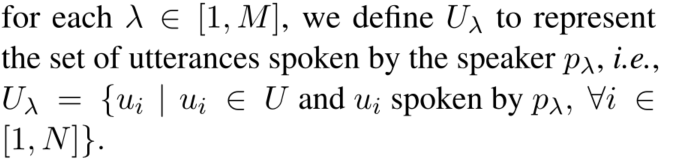 for each λ ∈ [1, M], we define U_λ to represent
the set of utterances spoken by the speaker p_λ, i.e.,
U_λ = {u_i | u_i ∈ U and u_i spoken by p_λ, ∀i ∈
[1, N]}.